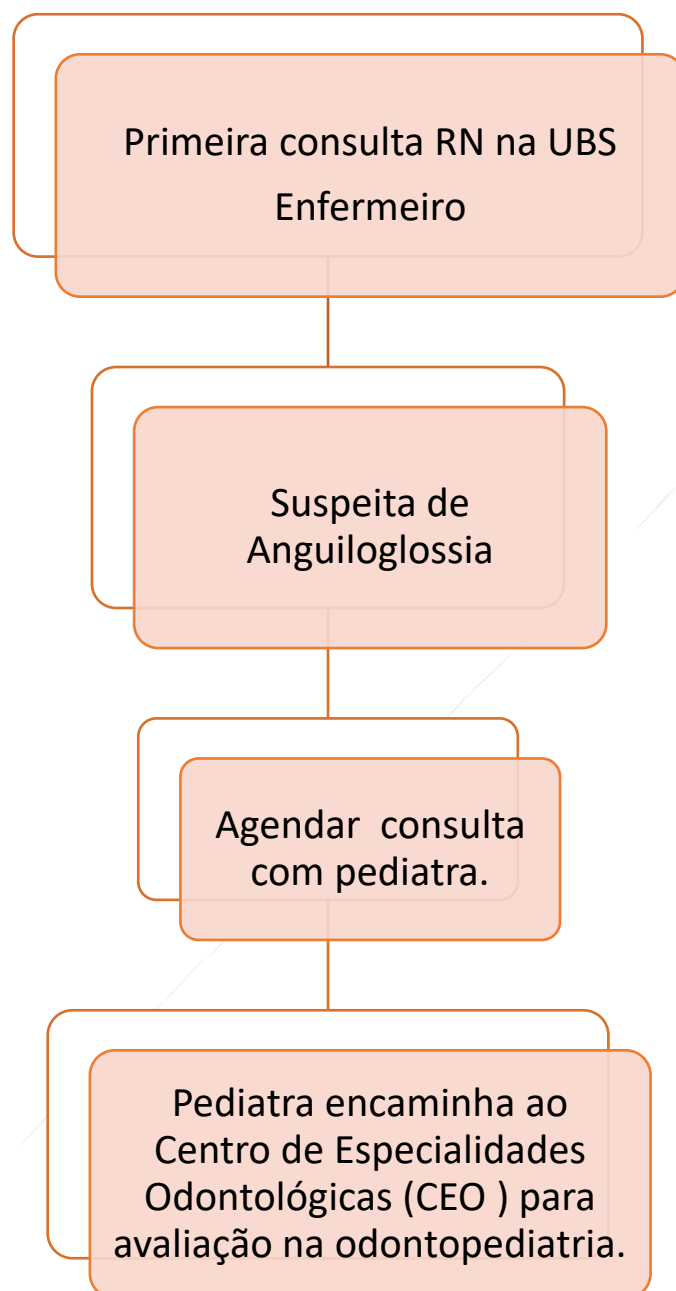 Primeira consulta RN na UBS
Enfermeiro
Suspeita de
Anguiloglossia
Agendar consulta
com pediatra.
Pediatra encaminha ao
Centro de Especialidades
Odontológicas (CEO ) para
avaliação na odontopediatria.